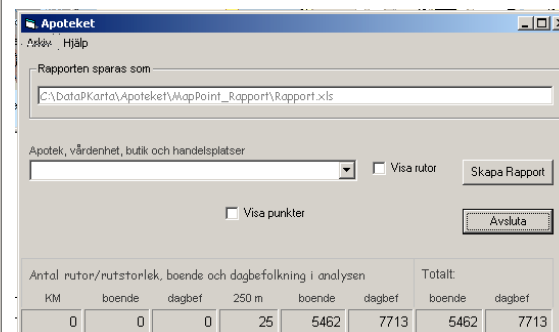 Apoteket
Arkiv Hjälp
Rapporten sparas som
C:\DataPKarta\Apoteket\MapPoint_Rapport\Rapport.xls
Apotek, vårdenhet, butik och handelsplatser
Visa rutor
Skapa Rapport
Visa punkter
Avsluta
Antal rutor/rutstorlek, boende och dagbefolkning i analysen Totalt:
KM boende dagbef 250 m boende dagbef boende dagbef
0 0 0 25 5462 7713 5462 7713